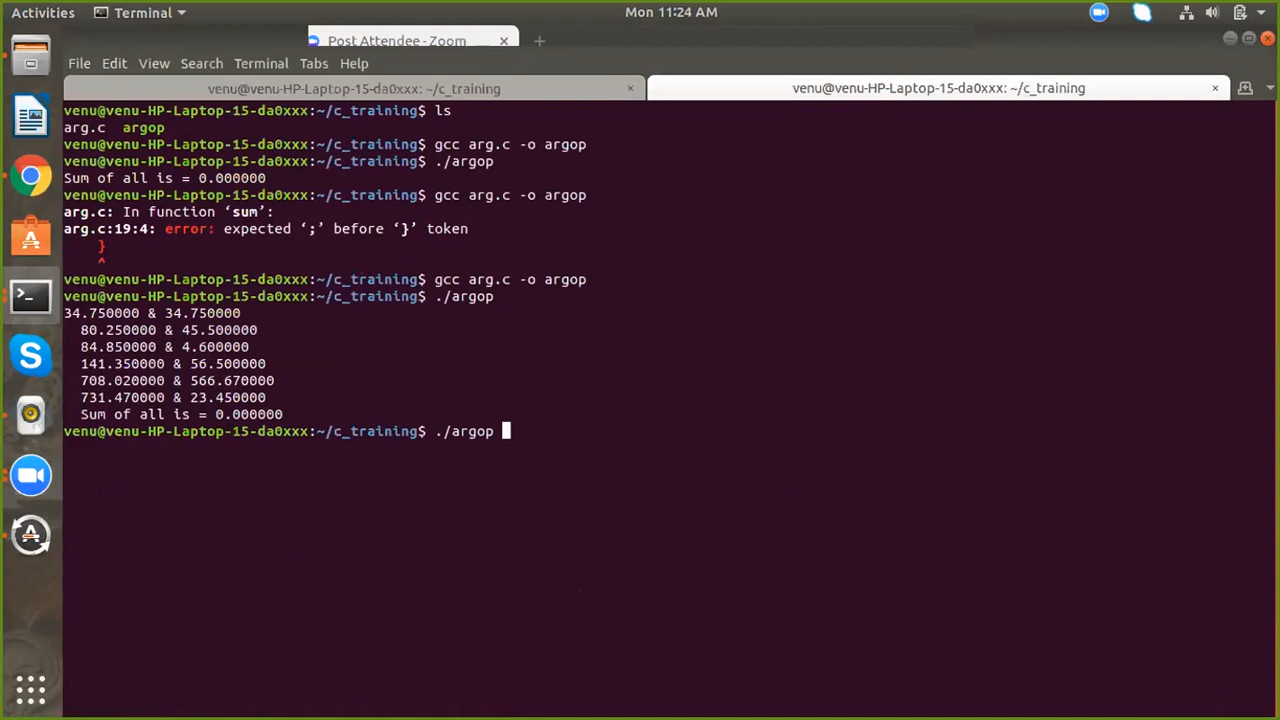 Activities Terminal Mon 11:24 AM
Post Attendee - Zoom
File Edit View Search Terminal Tabs Help
venu@venu-HP-Laptop-15-da0xxx: ~/c_training venu@venu-HP-Laptop-15-da0xxx: ~/c_training
venu@venu-HP-Laptop-15-da0xxx:~/c_training$ ls
arg.c  argop
venu@venu-HP-Laptop-15-da0xxx:~/c_training$ gcc arg.c -o argop
venu@venu-HP-Laptop-15-da0xxx:~/c_training$ ./argop
Sum of all is = 0.000000
venu@venu-HP-Laptop-15-da0xxx:~/c_training$ gcc arg.c -o argop
arg.c: In function ‘sum’:
arg.c:19:4: error: expected ‘;’ before ‘}’ token
    }
    ^
venu@venu-HP-Laptop-15-da0xxx:~/c_training$ gcc arg.c -o argop
venu@venu-HP-Laptop-15-da0xxx:~/c_training$ ./argop
34.750000 & 34.750000
  80.250000 & 45.500000
  84.850000 & 4.600000
  141.350000 & 56.500000
  708.020000 & 566.670000
  731.470000 & 23.450000
  Sum of all is = 0.000000
venu@venu-HP-Laptop-15-da0xxx:~/c_training$ ./argop